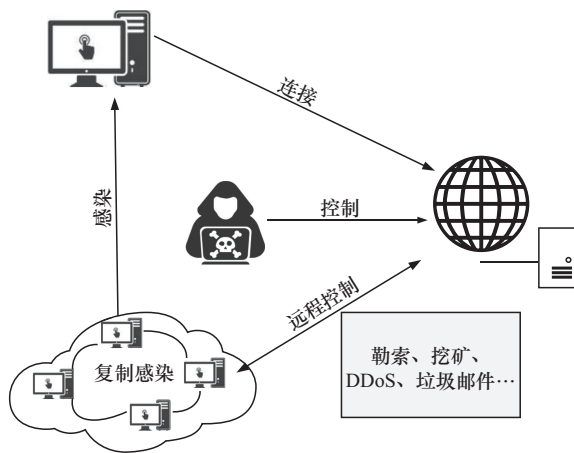 连接
感染
控制
远程控制
复制感染
勒索、挖矿、
DDoS、垃圾邮件…